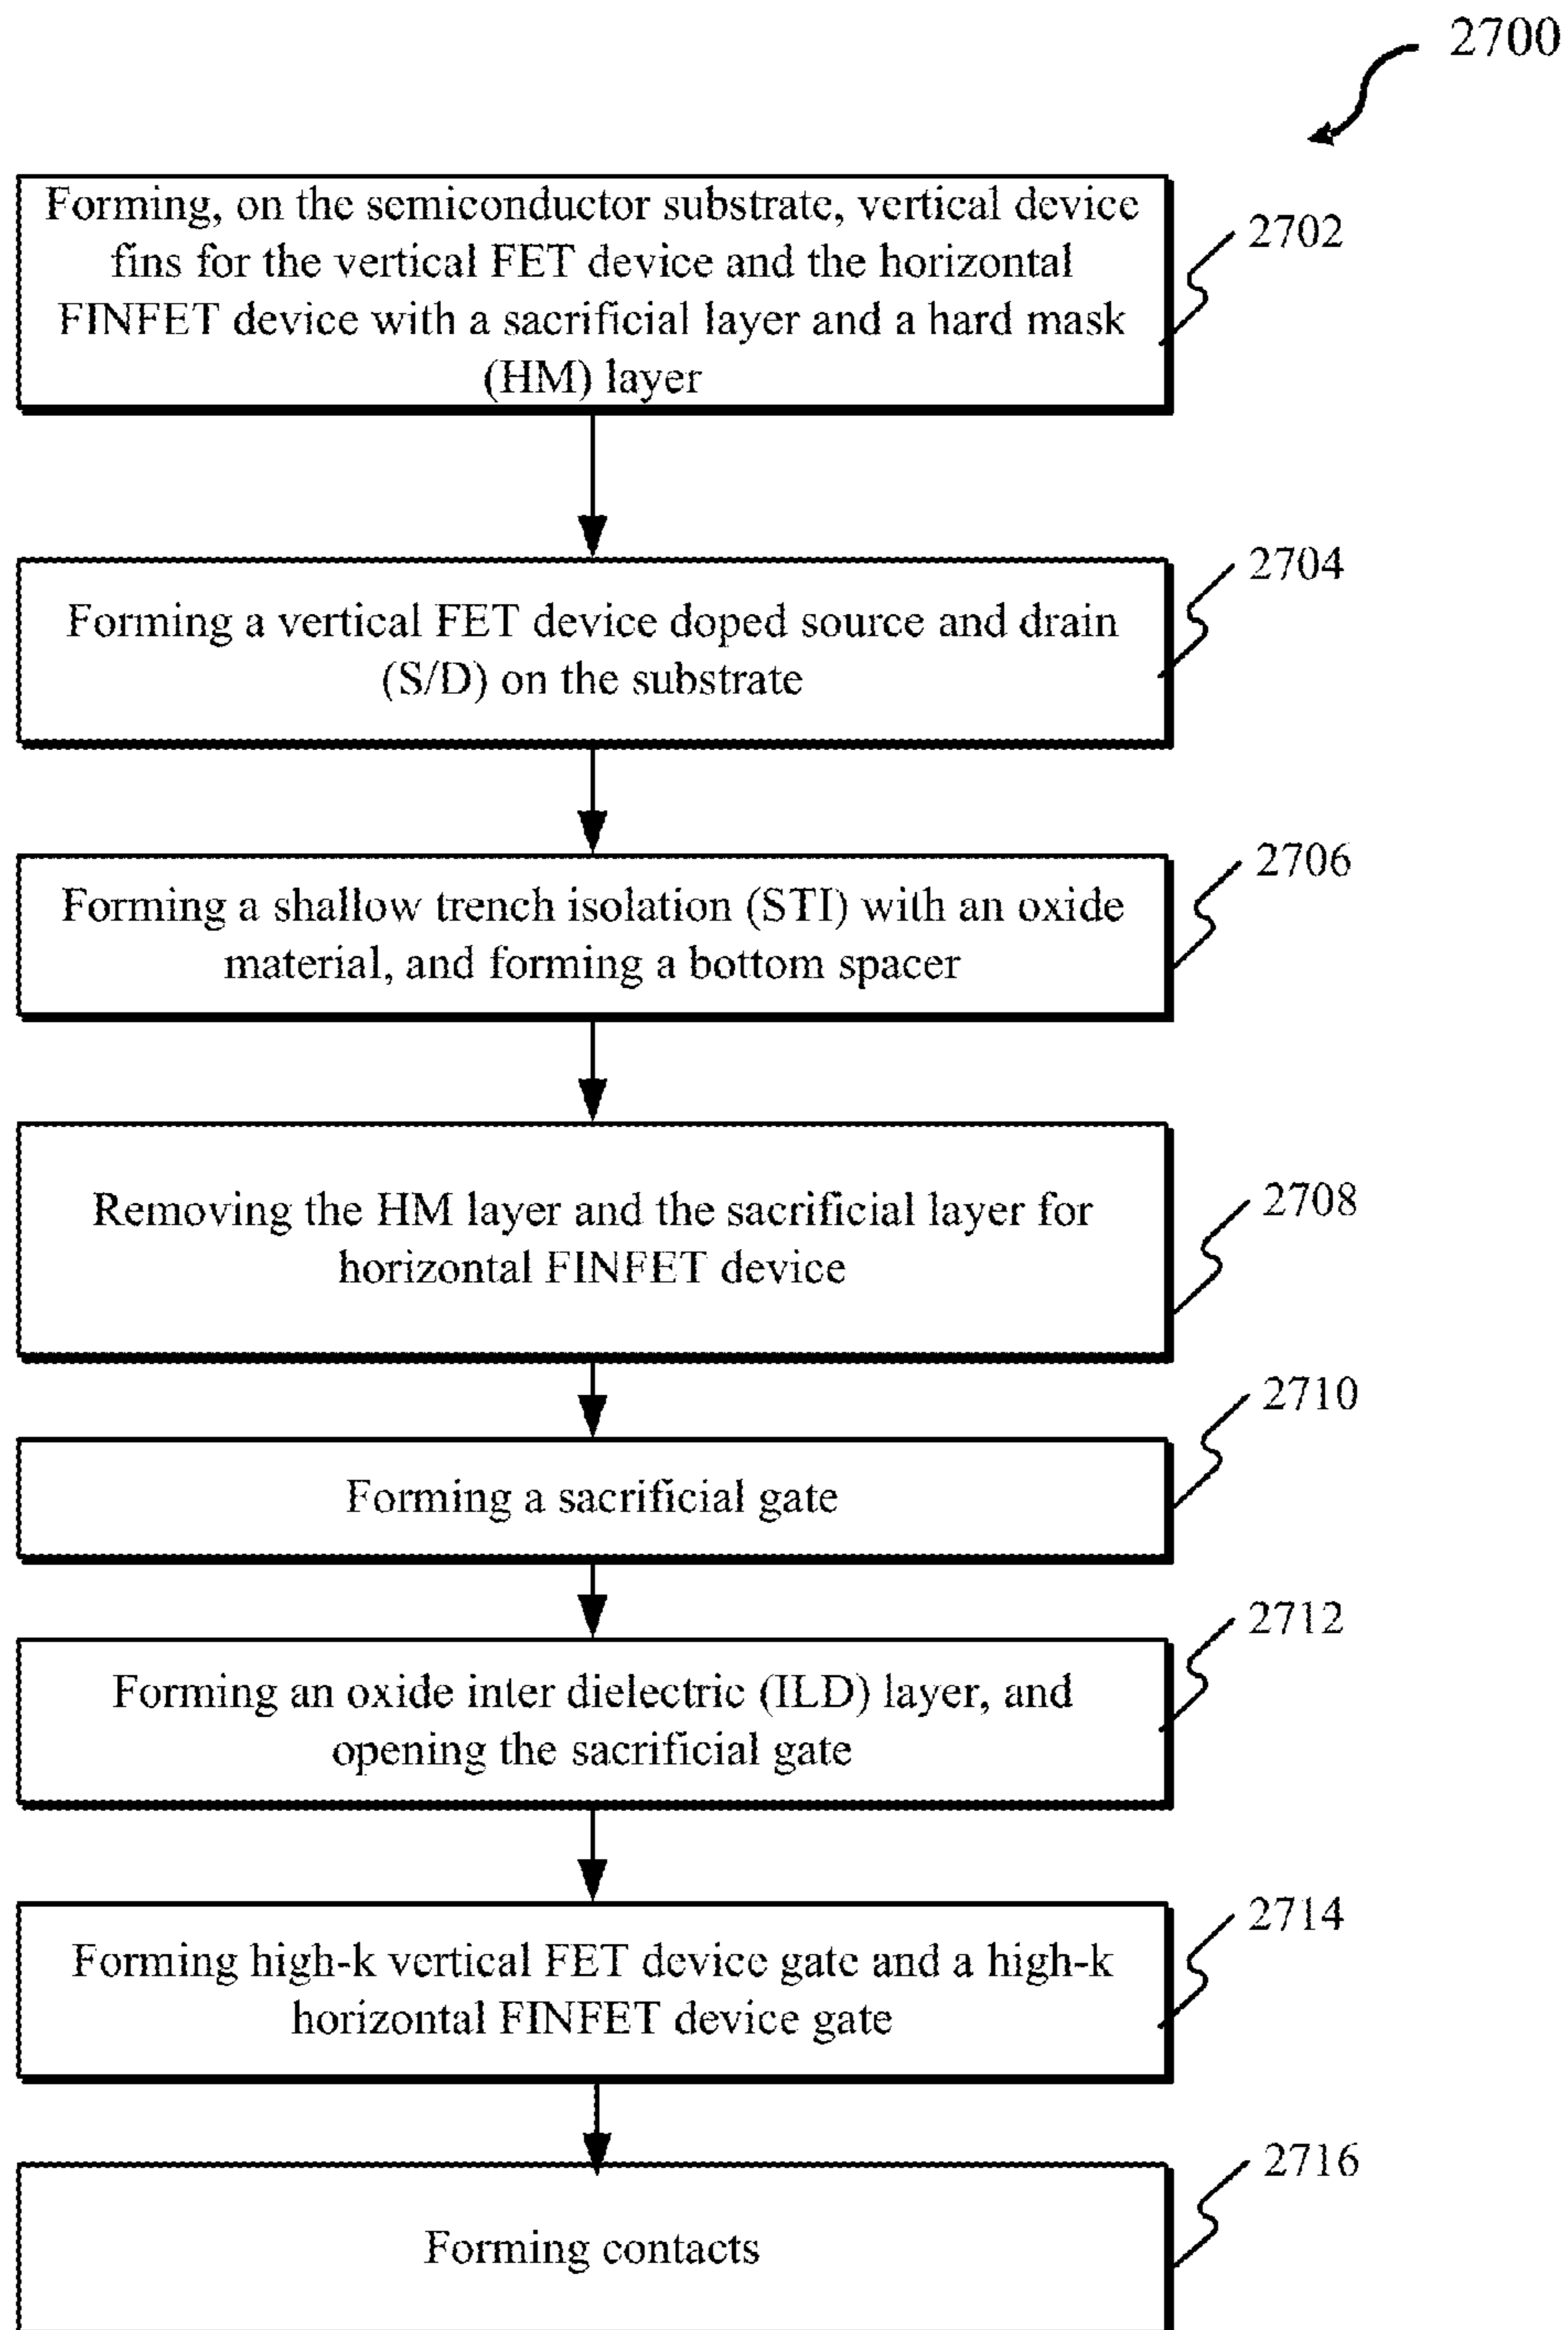 2700
Forming, on the semiconductor substrate, vertical device
fins for the vertical FET device and the horizontal
FINFET device with a sacrificial layer and a hard mask
(HM) layer
2702
Forming a vertical FET device doped source and drain
(S/D) on the substrate
2704
Forming a shallow trench isolation (STI) with an oxide
material, and forming a bottom spacer
2706
Removing the HM layer and the sacrificial layer for
horizontal FINFET device
2708
Forming a sacrificial gate
2710
Forming an oxide inter dielectric (ILD) layer, and
opening the sacrificial gate
2712
Forming high-k vertical FET device gate and a high-k
horizontal FINFET device gate
2714
Forming contacts
2716